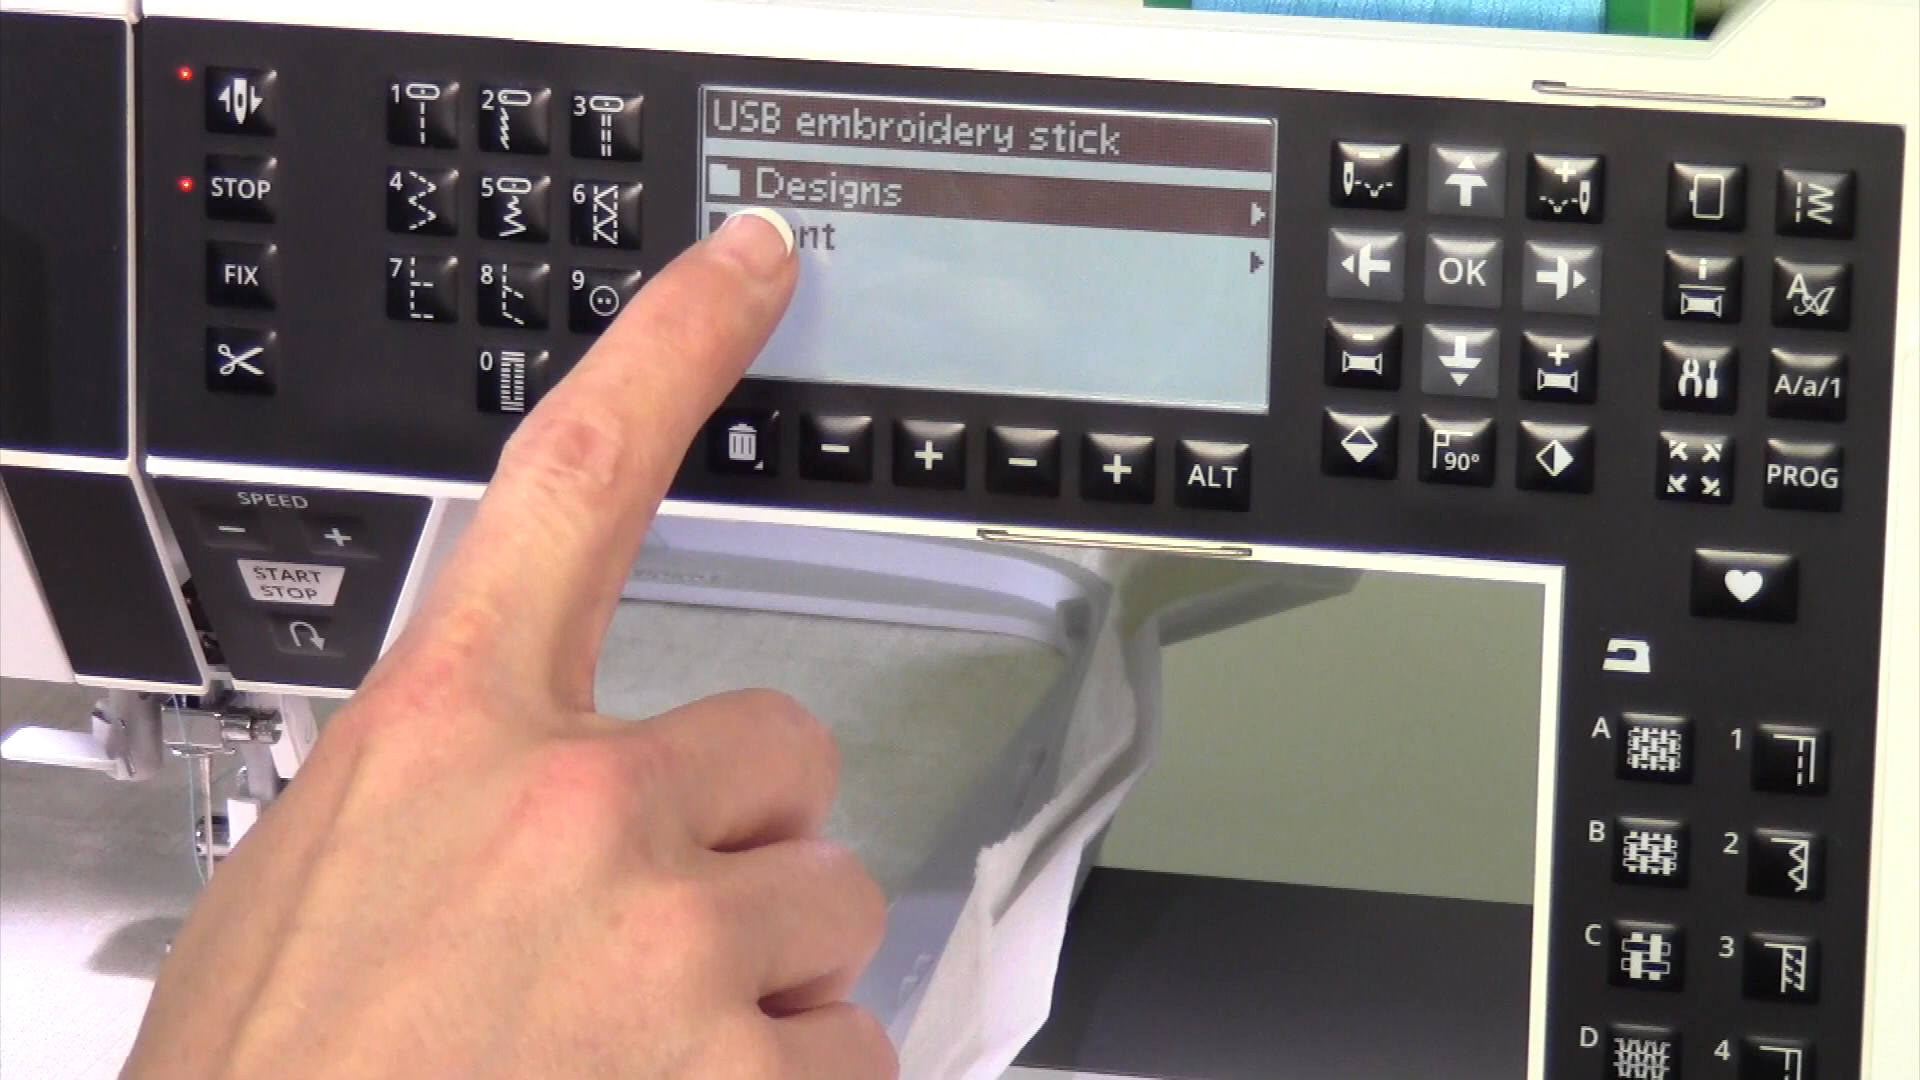 USB embroidery stick
Designs
nt
1
2
3
STOP
4
5
6
FIX
7
8
9
0
OK
90°
A/a/1
ALT
PROG
SPEED
- +
START
STOP
A
1
B
2
C
3
D
4